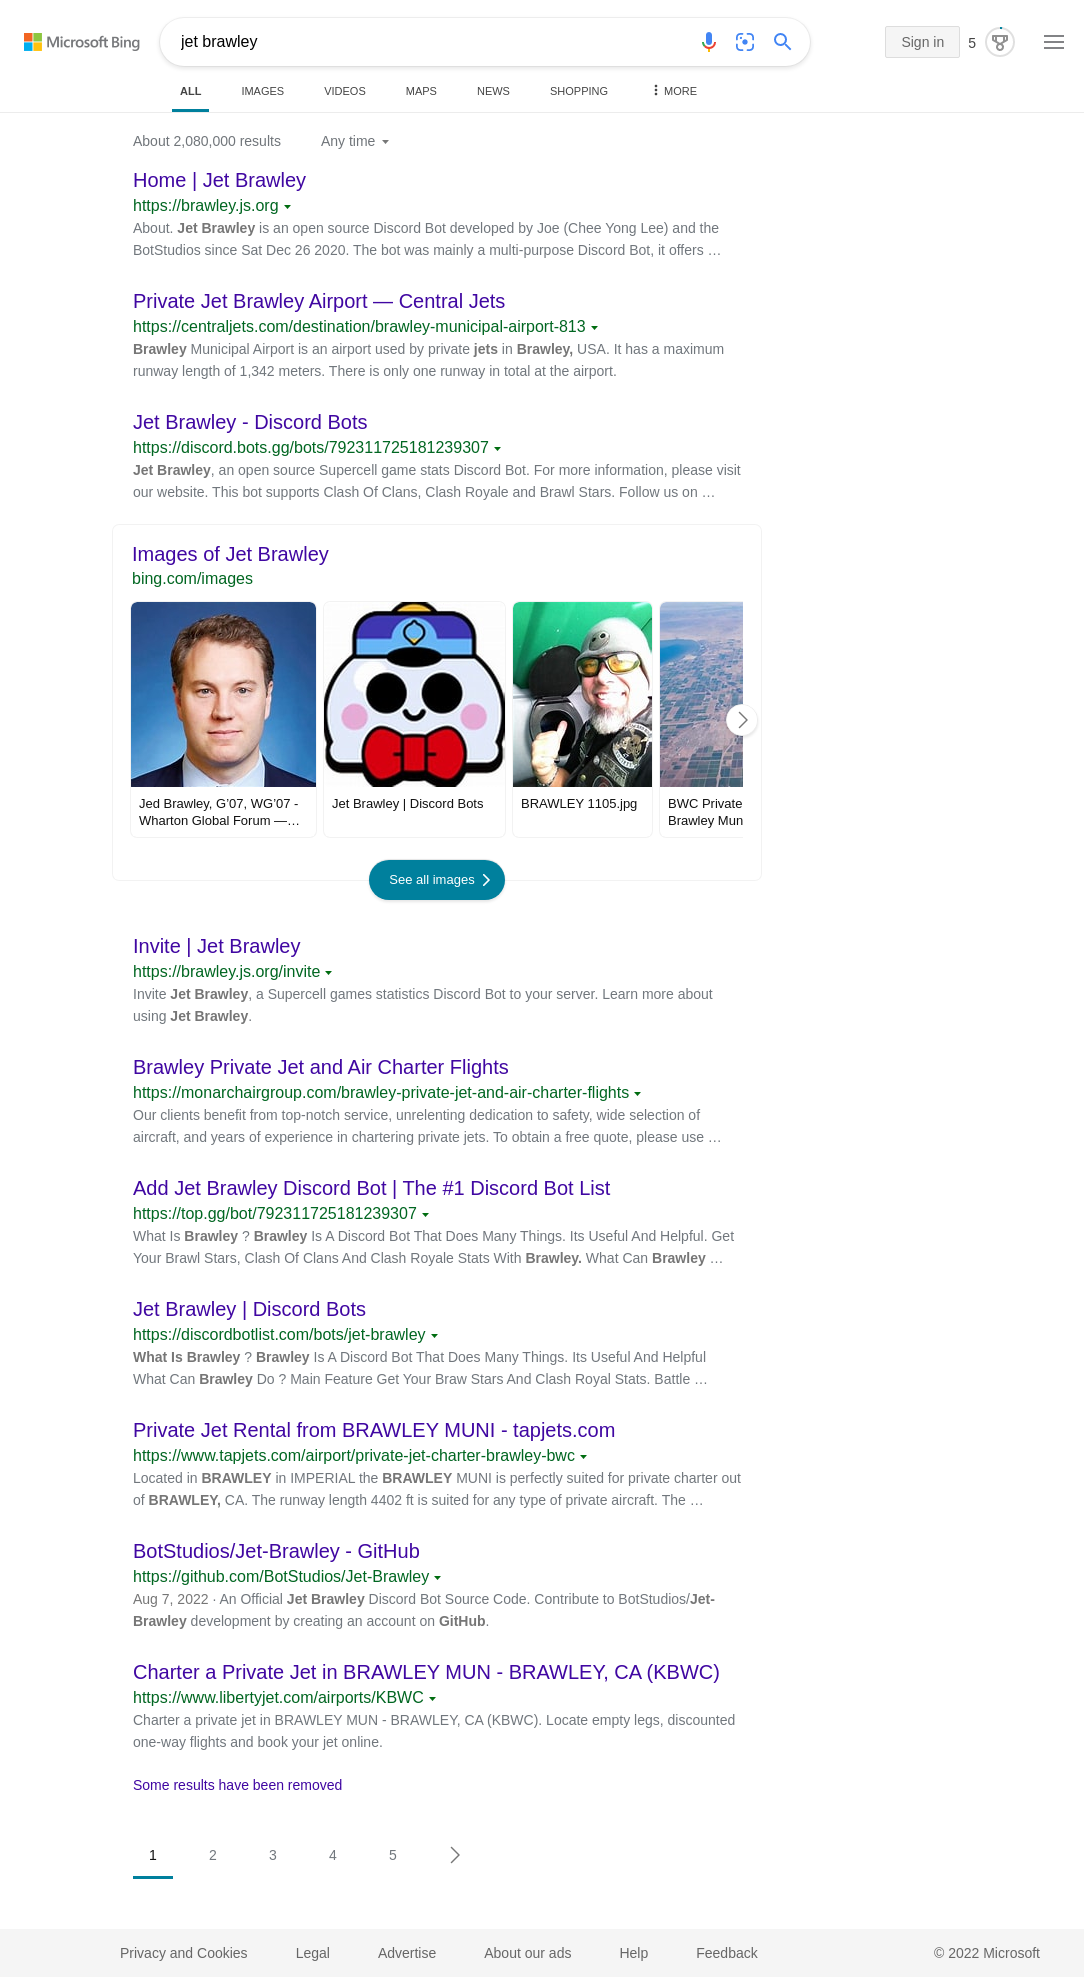 Microsoft Bing
jet brawley
Sign in
5
ALL
IMAGES
VIDEOS
MAPS
NEWS
SHOPPING
MORE
About 2,080,000 results
Any time
Home | Jet Brawley
https://brawley.js.org
About. Jet Brawley is an open source Discord Bot developed by Joe (Chee Yong Lee) and the
BotStudios since Sat Dec 26 2020. The bot was mainly a multi-purpose Discord Bot, it offers …
Private Jet Brawley Airport — Central Jets
https://centraljets.com/destination/brawley-municipal-airport-813
Brawley Municipal Airport is an airport used by private jets in Brawley, USA. It has a maximum
runway length of 1,342 meters. There is only one runway in total at the airport.
Jet Brawley - Discord Bots
https://discord.bots.gg/bots/792311725181239307
Jet Brawley, an open source Supercell game stats Discord Bot. For more information, please visit
our website. This bot supports Clash Of Clans, Clash Royale and Brawl Stars. Follow us on …
Images of Jet Brawley
bing.com/images
Jed Brawley, G’07, WG’07 -
Wharton Global Forum —…
Jet Brawley | Discord Bots
BRAWLEY 1105.jpg
BWC Private
Brawley Mun
See all images
Invite | Jet Brawley
https://brawley.js.org/invite
Invite Jet Brawley, a Supercell games statistics Discord Bot to your server. Learn more about
using Jet Brawley.
Brawley Private Jet and Air Charter Flights
https://monarchairgroup.com/brawley-private-jet-and-air-charter-flights
Our clients benefit from top-notch service, unrelenting dedication to safety, wide selection of
aircraft, and years of experience in chartering private jets. To obtain a free quote, please use …
Add Jet Brawley Discord Bot | The #1 Discord Bot List
https://top.gg/bot/792311725181239307
What Is Brawley ? Brawley Is A Discord Bot That Does Many Things. Its Useful And Helpful. Get
Your Brawl Stars, Clash Of Clans And Clash Royale Stats With Brawley. What Can Brawley …
Jet Brawley | Discord Bots
https://discordbotlist.com/bots/jet-brawley
What Is Brawley ? Brawley Is A Discord Bot That Does Many Things. Its Useful And Helpful
What Can Brawley Do ? Main Feature Get Your Braw Stars And Clash Royal Stats. Battle …
Private Jet Rental from BRAWLEY MUNI - tapjets.com
https://www.tapjets.com/airport/private-jet-charter-brawley-bwc
Located in BRAWLEY in IMPERIAL the BRAWLEY MUNI is perfectly suited for private charter out
of BRAWLEY, CA. The runway length 4402 ft is suited for any type of private aircraft. The …
BotStudios/Jet-Brawley - GitHub
https://github.com/BotStudios/Jet-Brawley
Aug 7, 2022 · An Official Jet Brawley Discord Bot Source Code. Contribute to BotStudios/Jet-
Brawley development by creating an account on GitHub.
Charter a Private Jet in BRAWLEY MUN - BRAWLEY, CA (KBWC)
https://www.libertyjet.com/airports/KBWC
Charter a private jet in BRAWLEY MUN - BRAWLEY, CA (KBWC). Locate empty legs, discounted
one-way flights and book your jet online.
Some results have been removed
1 2 3 4 5
Privacy and Cookies
Legal
Advertise
About our ads
Help
Feedback
© 2022 Microsoft